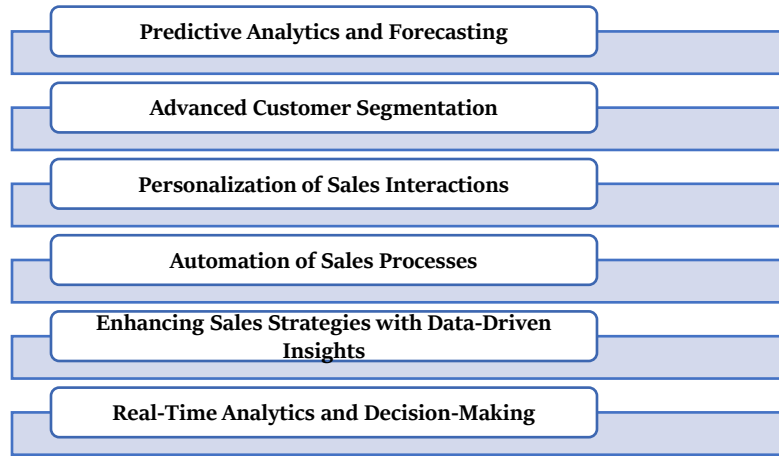 Predictive Analytics and Forecasting
Advanced Customer Segmentation
Personalization of Sales Interactions
Automation of Sales Processes
Enhancing Sales Strategies with Data-Driven
Insights
Real-Time Analytics and Decision-Making